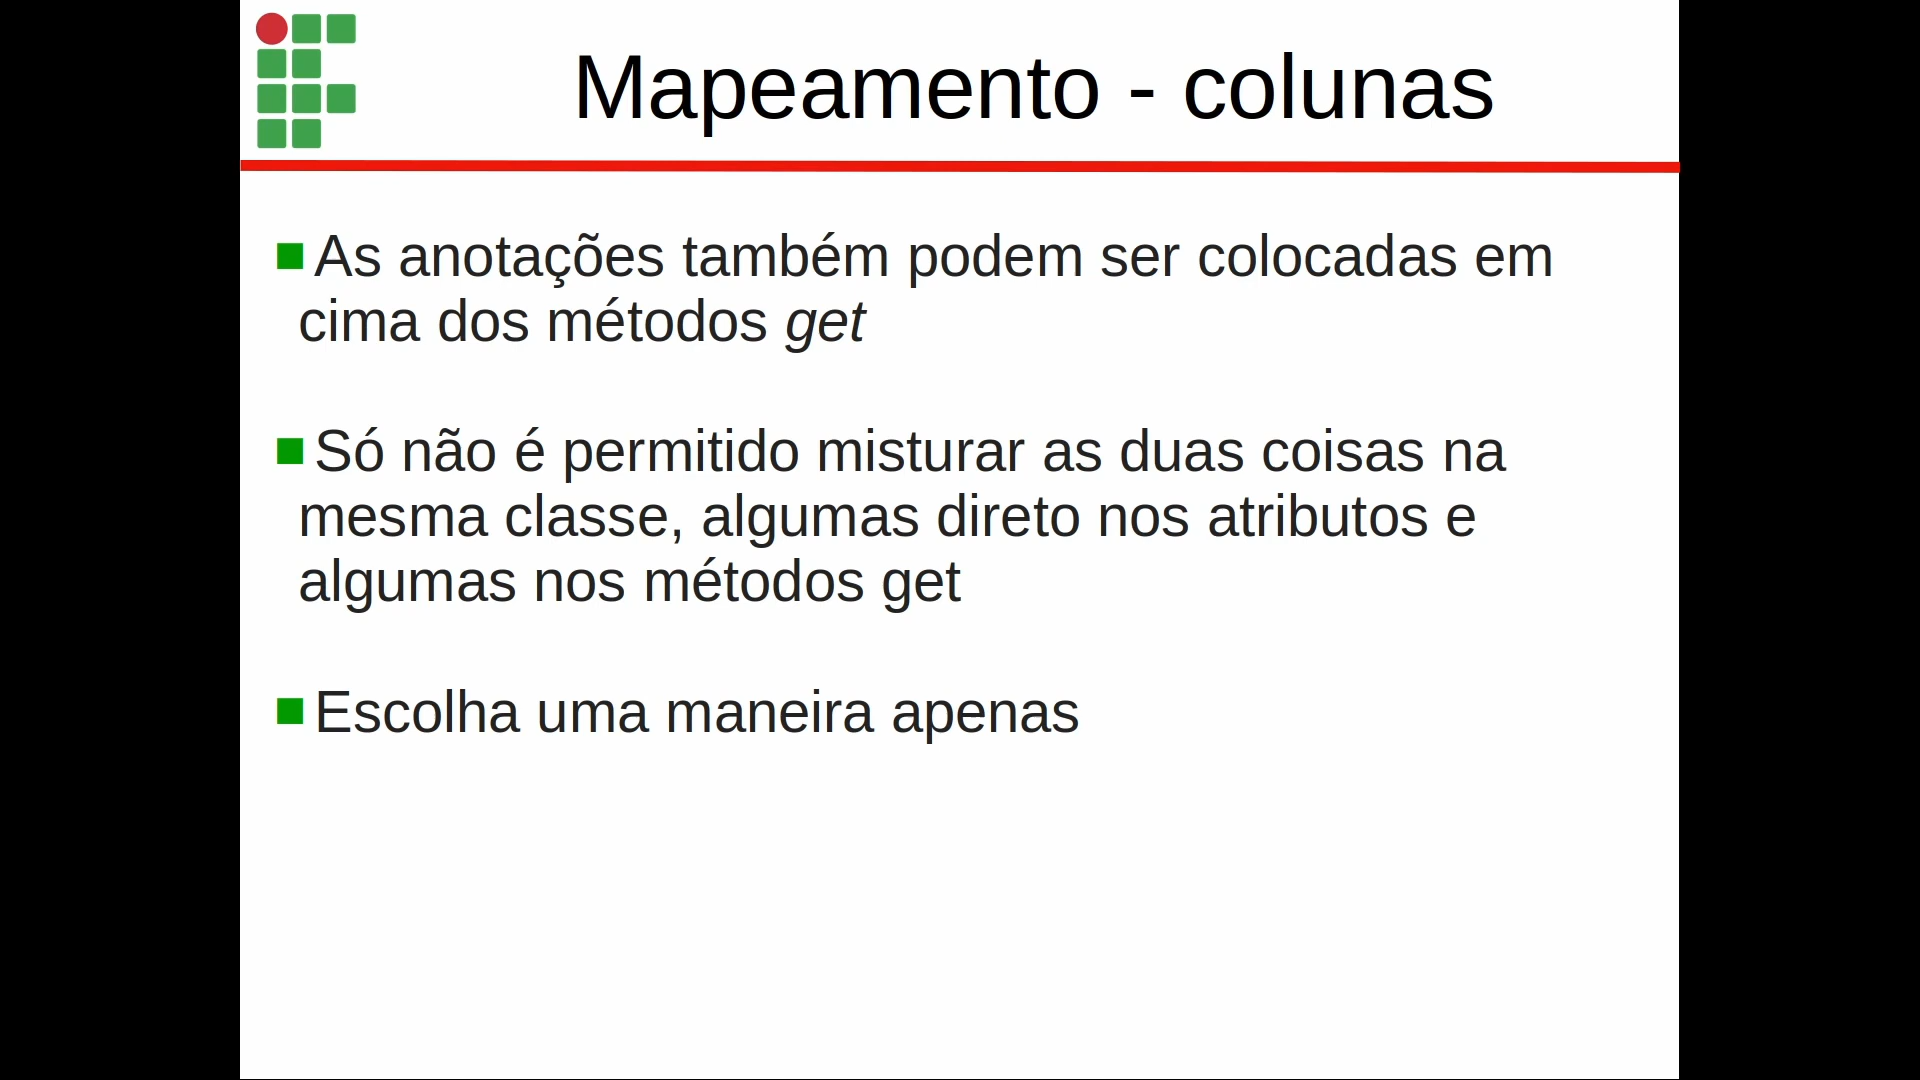 Mapeamento - colunas
As anotações também podem ser colocadas em
cima dos métodos get
Só não é permitido misturar as duas coisas na
mesma classe, algumas direto nos atributos e
algumas nos métodos get
Escolha uma maneira apenas